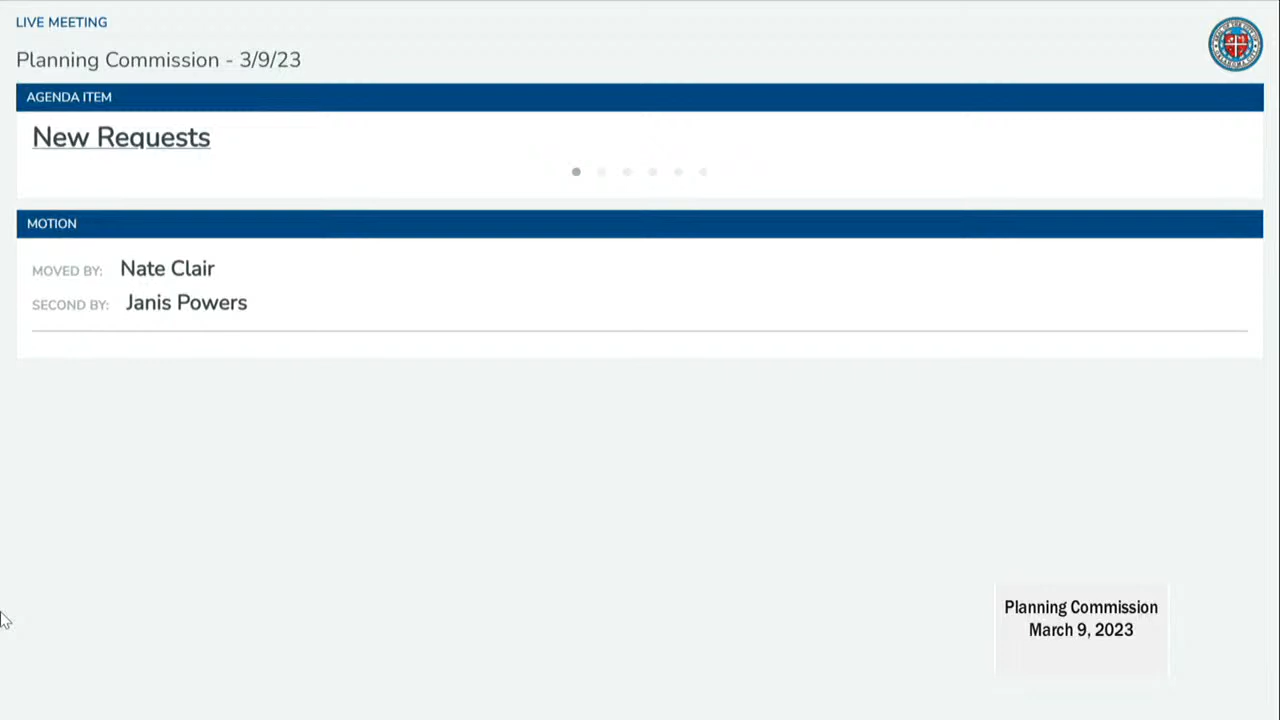 LIVE MEETING
Planning Commission - 3/9/23
AGENDA ITEM
New Requests
MOTION
MOVED BY: Nate Clair
SECOND BY: Janis Powers
Planning Commission
March 9, 2023